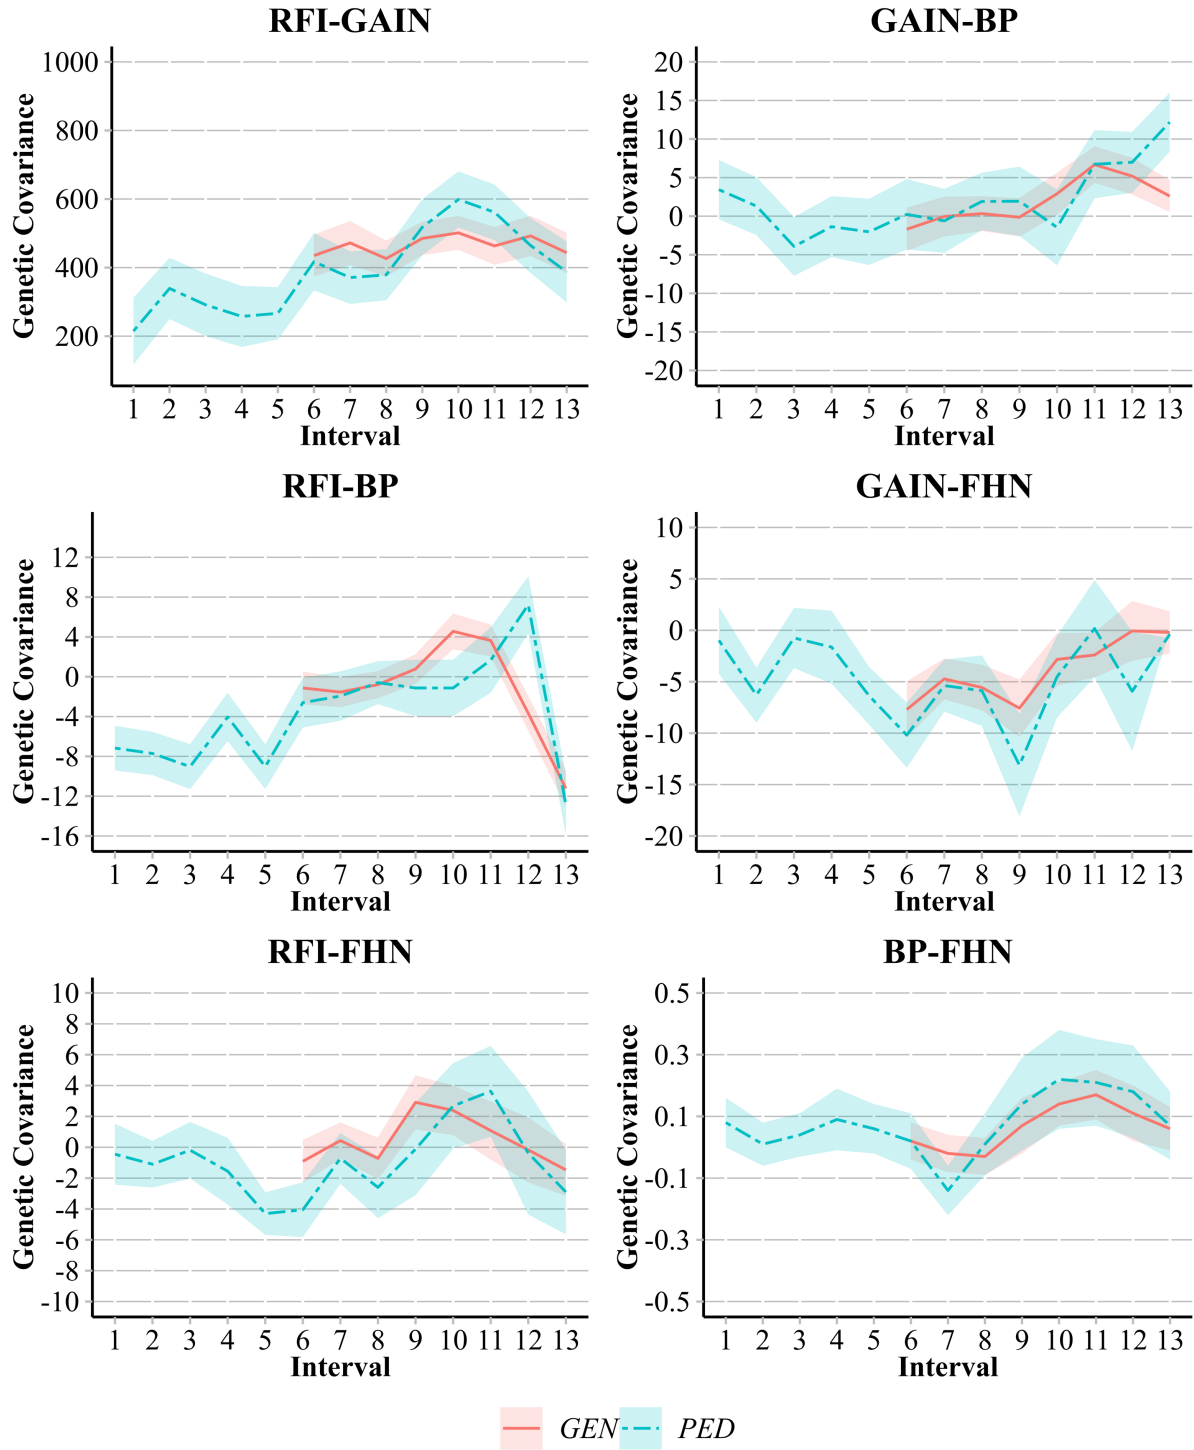 RFI-GAIN
Genetic Covariance
1000
800
600
400
200
1 2 3 4 5 6 7 8 9 10 11 12 13
Interval
GAIN-BP
Genetic Covariance
20
15
10
5
0
-5
-10
-15
-20
1 2 3 4 5 6 7 8 9 10 11 12 13
Interval
RFI-BP
Genetic Covariance
12
8
4
0
-4
-8
-12
-16
1 2 3 4 5 6 7 8 9 10 11 12 13
Interval
GAIN-FHN
Genetic Covariance
10
5
0
-5
-10
-15
-20
1 2 3 4 5 6 7 8 9 10 11 12 13
Interval
RFI-FHN
Genetic Covariance
10
8
6
4
2
0
-2
-4
-6
-8
-10
1 2 3 4 5 6 7 8 9 10 11 12 13
Interval
BP-FHN
Genetic Covariance
0.5
0.3
0.1
-0.1
-0.3
-0.5
1 2 3 4 5 6 7 8 9 10 11 12 13
Interval
GEN PED